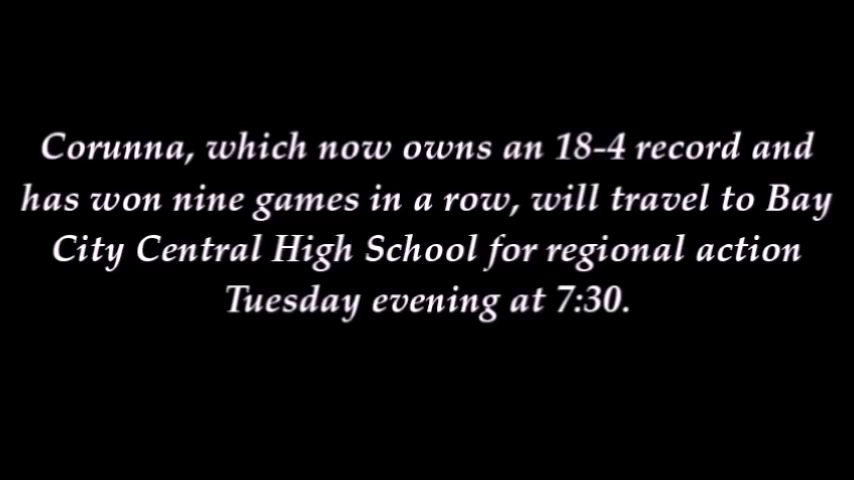 Corunna, which now owns an 18-4 record and
has won nine games in a row, will travel to Bay
City Central High School for regional action
Tuesday evening at 7:30.